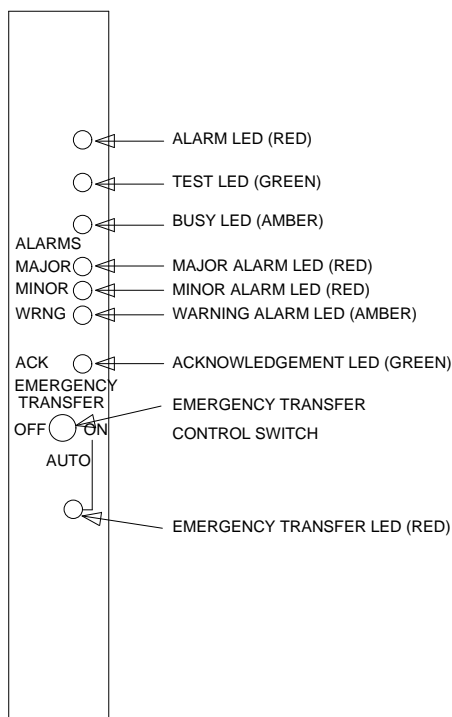 ALARM LED (RED)
TEST LED (GREEN)
BUSY LED (AMBER)
ALARMS
MAJOR MAJOR ALARM LED (RED)
MINOR MINOR ALARM LED (RED)
WRNG WARNING ALARM LED (AMBER)
ACK ACKNOWLEDGEMENT LED (GREEN)
EMERGENCY
TRANSFER EMERGENCY TRANSFER
OFF ON CONTROL SWITCH
AUTO
EMERGENCY TRANSFER LED (RED)